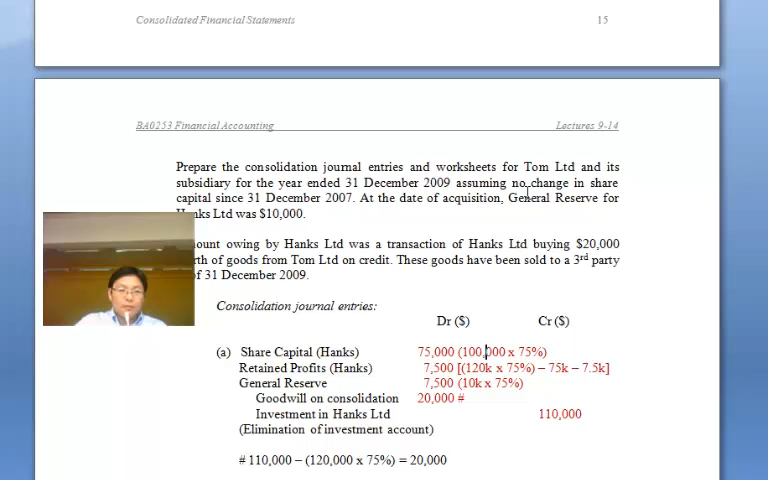 Consolidated Financial Statements 15
BA0253 Financial Accounting Lectures 9-14
Prepare the consolidation journal entries and worksheets for Tom Ltd and its
subsidiary for the year ended 31 December 2009 assuming no change in share
capital since 31 December 2007. At the date of acquisition, General Reserve for
Hanks Ltd was $10,000.
ount owing by Hanks Ltd was a transaction of Hanks Ltd buying $20,000
rth of goods from Tom Ltd on credit. These goods have been sold to a 3rd party
of 31 December 2009.
Consolidation journal entries:
Dr ($) Cr ($)
(a) Share Capital (Hanks) 75,000 (100,000 x 75%)
Retained Profits (Hanks) 7,500 [(120k x 75%) – 75k – 7.5k]
General Reserve 7,500 (10k x 75%)
Goodwill on consolidation 20,000 #
Investment in Hanks Ltd 110,000
(Elimination of investment account)
# 110,000 – (120,000 x 75%) = 20,000